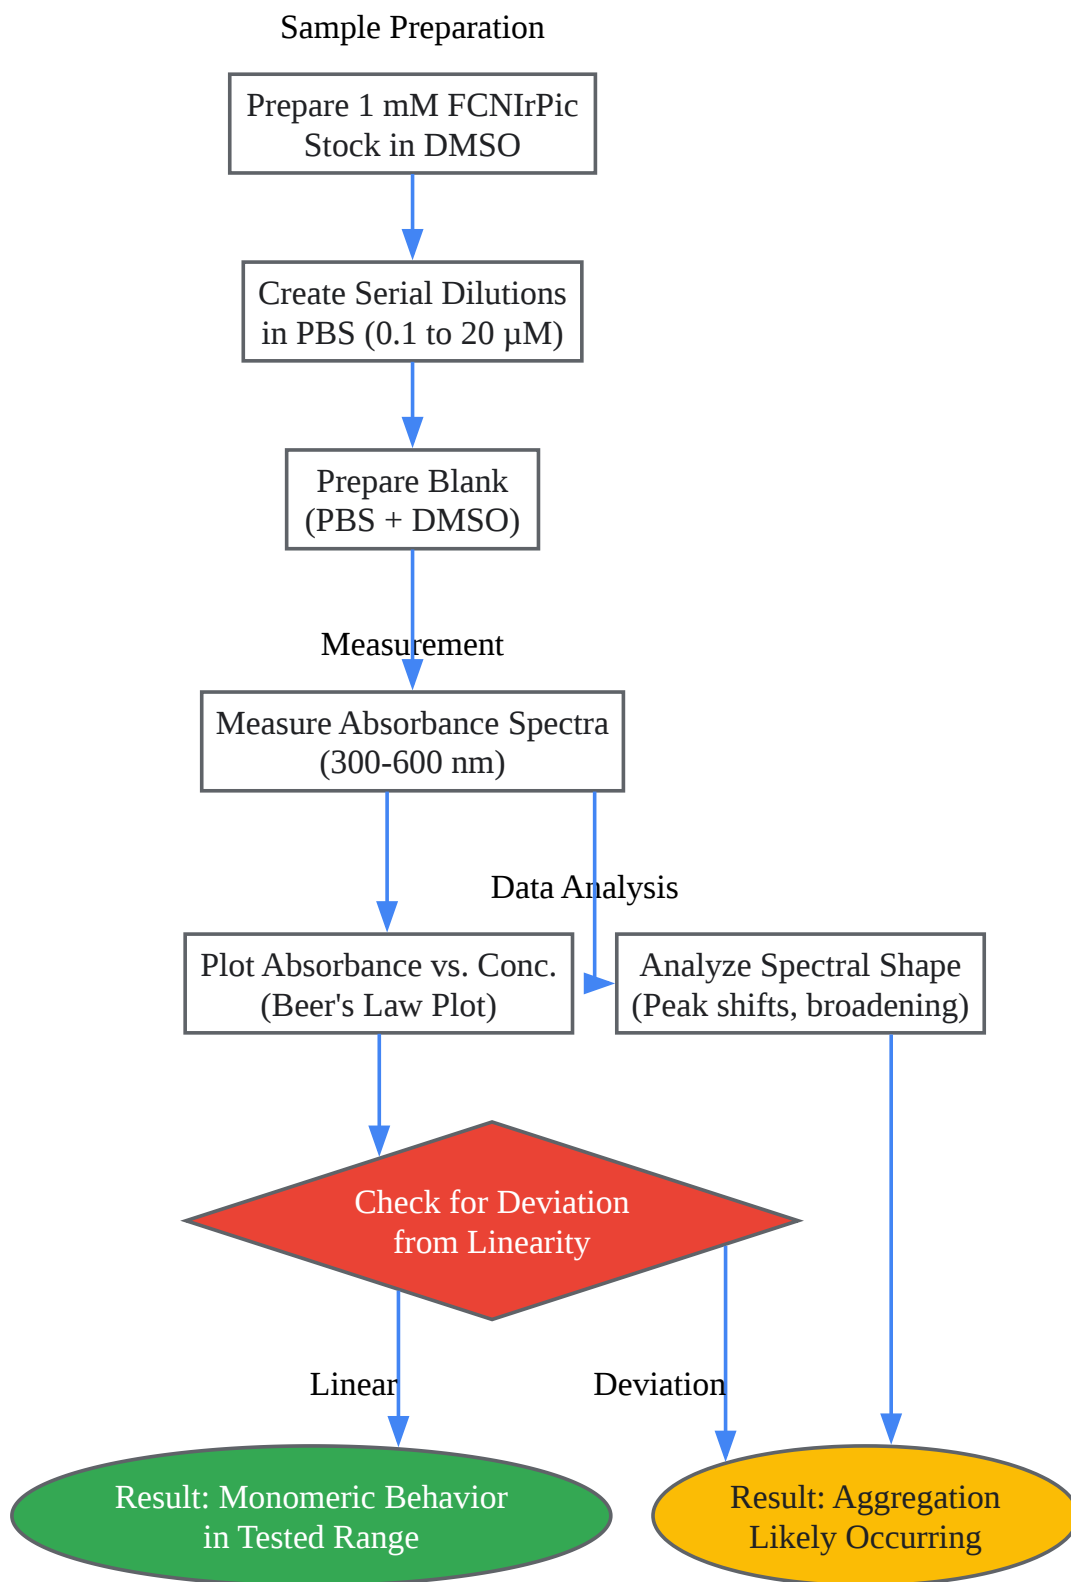 Sample Preparation
Prepare 1 mM FCNIrPic
Stock in DMSO
Create Serial Dilutions
in PBS (0.1 to 20 µM)
Prepare Blank
(PBS + DMSO)
Measurement
Measure Absorbance Spectra
(300-600 nm)
Data Analysis
Plot Absorbance vs. Conc.
(Beer's Law Plot)
Analyze Spectral Shape
(Peak shifts, broadening)
Check for Deviation
from Linearity
Linear
Deviation
Result: Monomeric Behavior
in Tested Range
Result: Aggregation
Likely Occurring